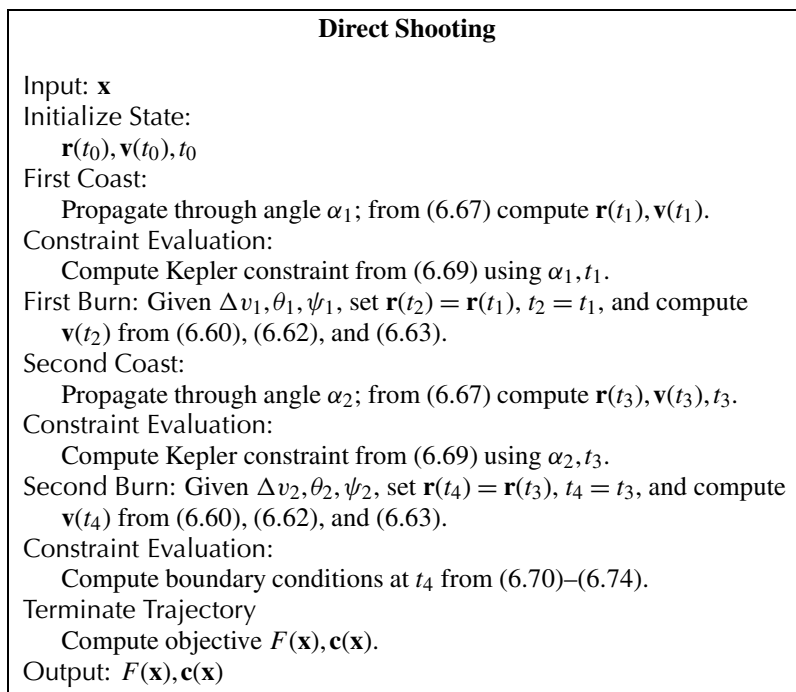 Direct Shooting
Input: x
Initialize State:
r(t₀),v(t₀),t₀
First Coast:
Propagate through angle α₁; from (6.67) compute r(t₁),v(t₁).
Constraint Evaluation:
Compute Kepler constraint from (6.69) using α₁,t₁.
First Burn: Given Δv₁,θ₁,ψ₁, set r(t₂) = r(t₁), t₂ = t₁, and compute
v(t₂) from (6.60), (6.62), and (6.63).
Second Coast:
Propagate through angle α₂; from (6.67) compute r(t₃),v(t₃),t₃.
Constraint Evaluation:
Compute Kepler constraint from (6.69) using α₂,t₃.
Second Burn: Given Δv₂,θ₂,ψ₂, set r(t₄) = r(t₃), t₄ = t₃, and compute
v(t₄) from (6.60), (6.62), and (6.63).
Constraint Evaluation:
Compute boundary conditions at t₄ from (6.70)–(6.74).
Terminate Trajectory
Compute objective F(x),c(x).
Output: F(x),c(x)